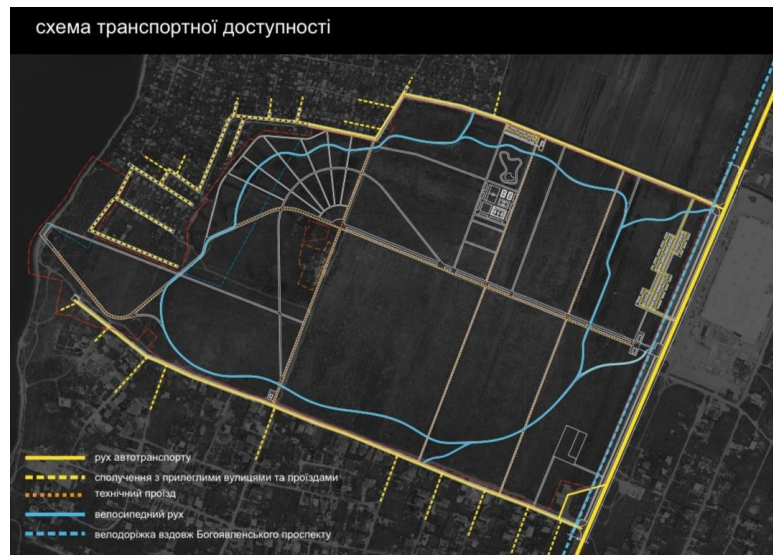 схема транспортної доступності
рух автотранспорту
сполучення з прилеглими вулицями та проїздами
технічний проїзд
велосипедний рух
велодоріжка вздовж Богоявленського проспекту